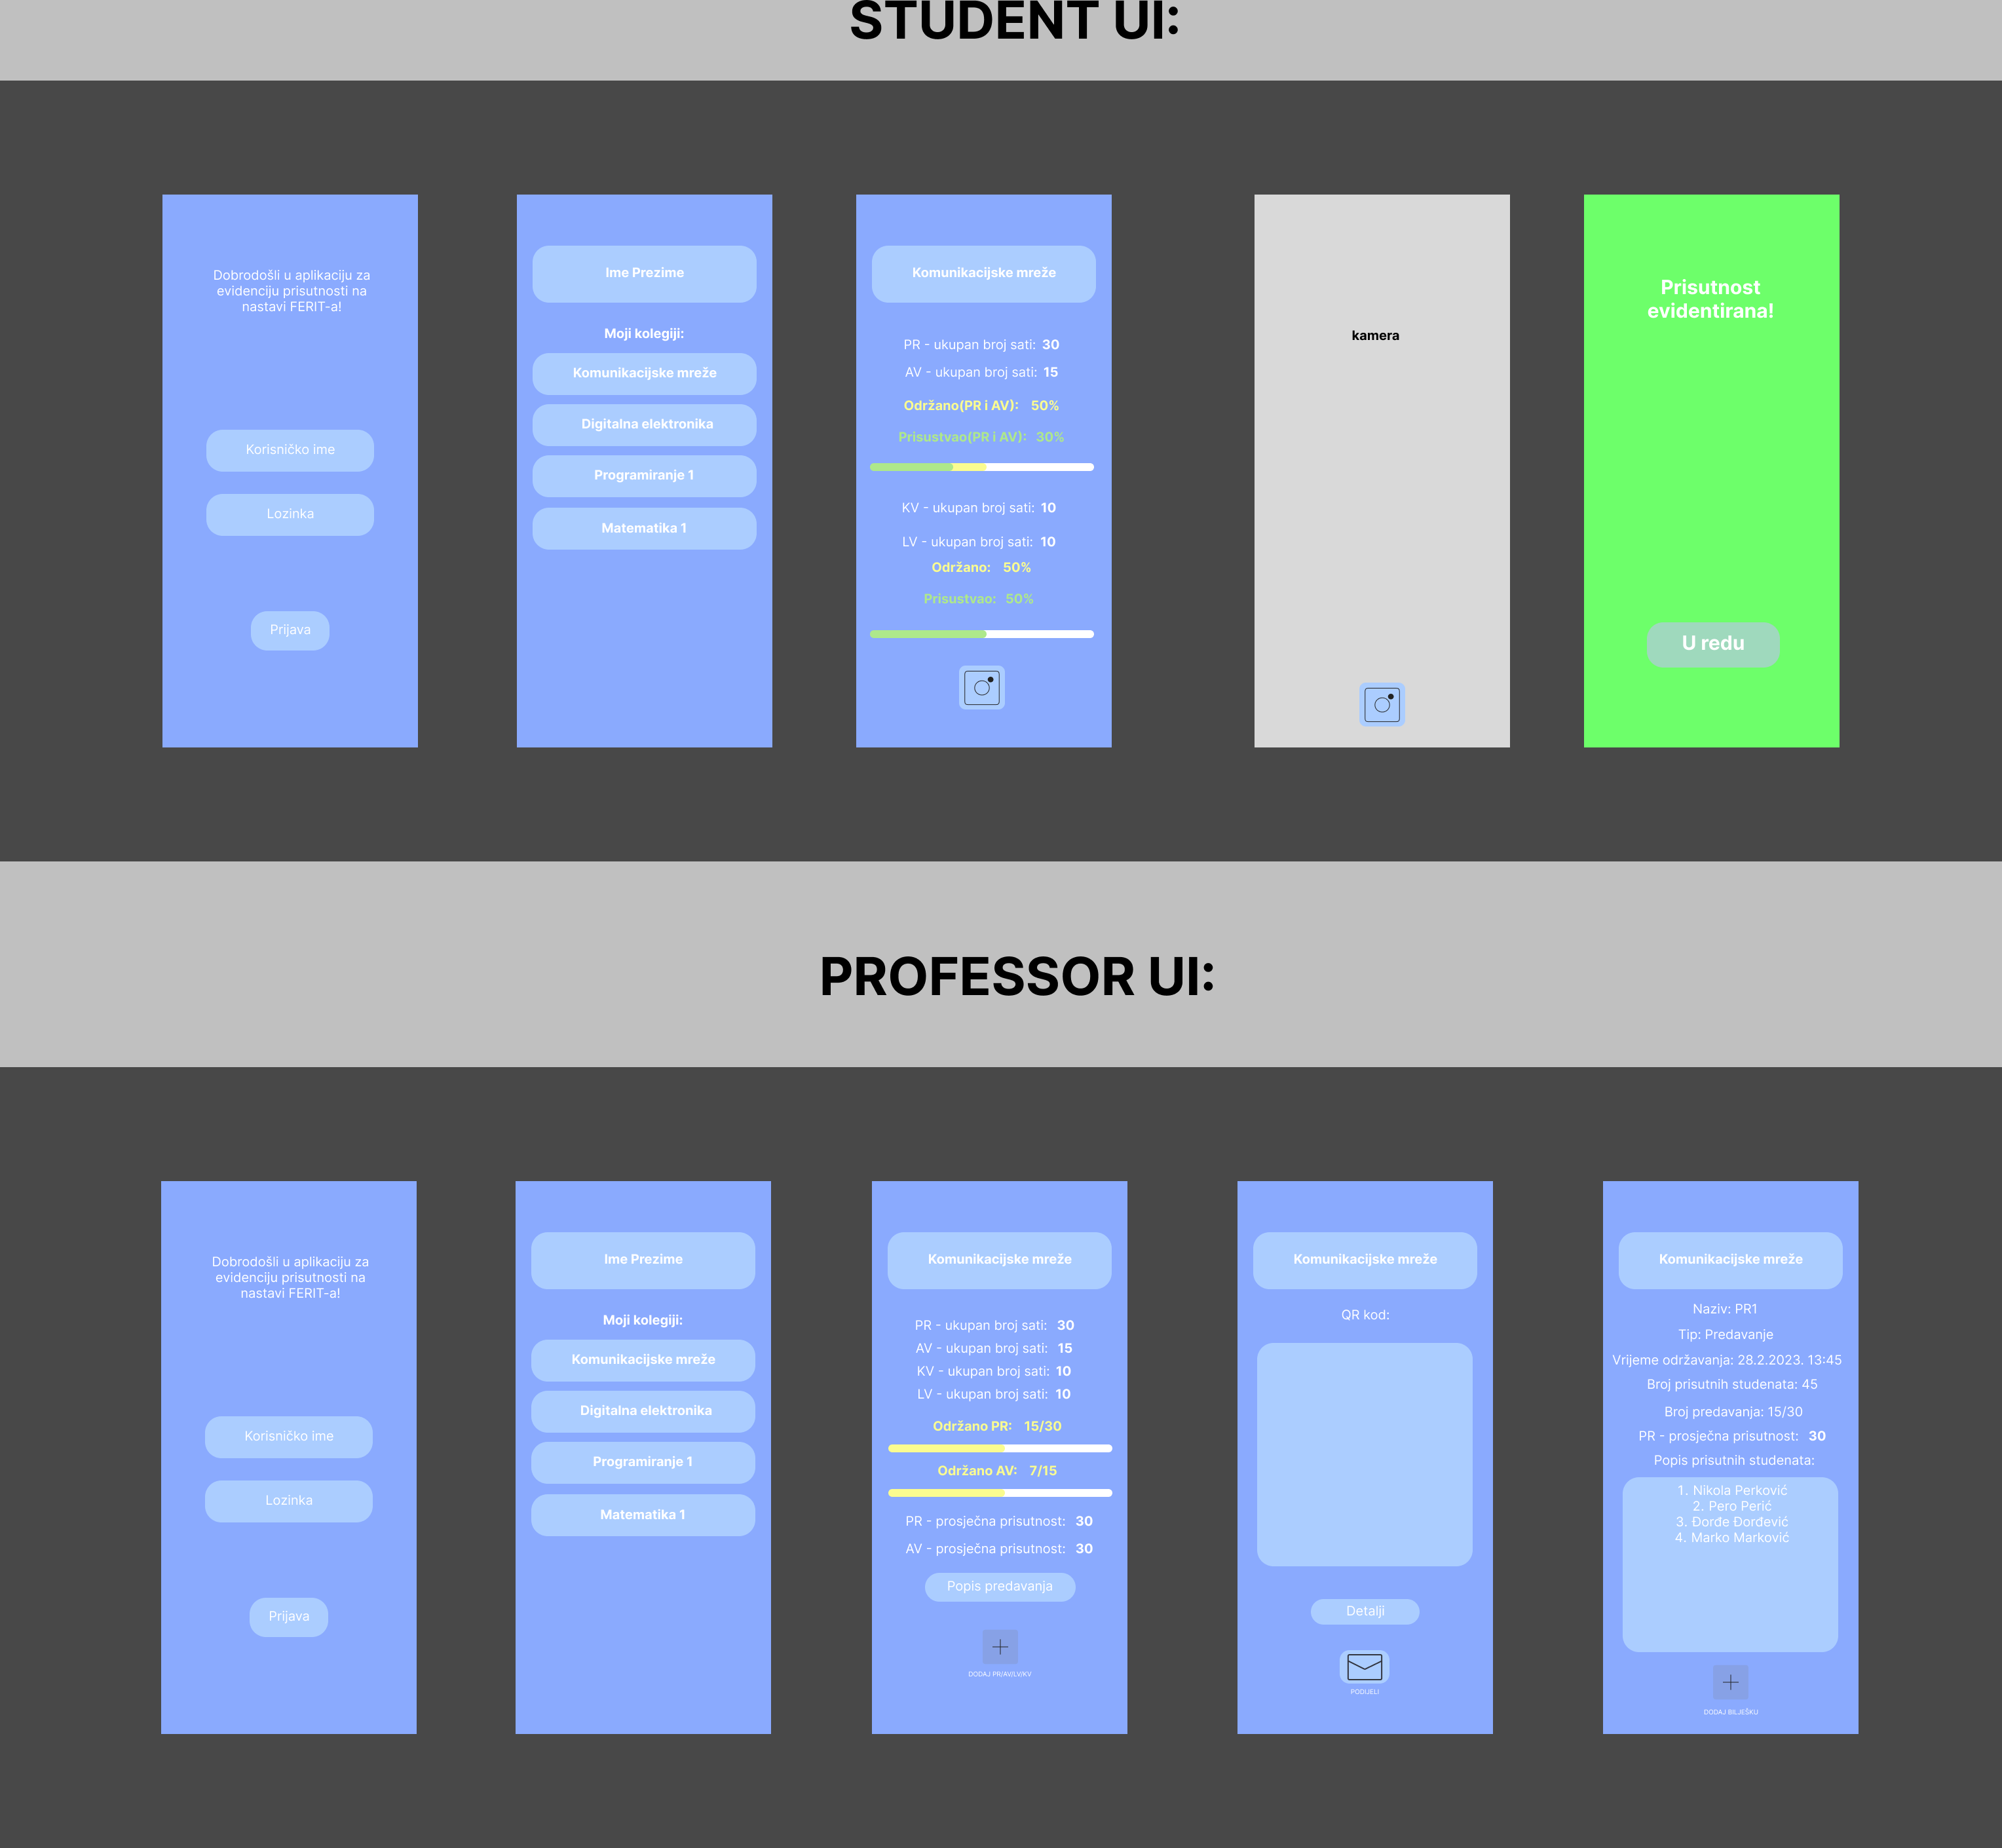 STUDENT UI:
Dobrodošli u aplikaciju za
evidenciju prisutnosti na
nastavi FERIT-a!
Korisničko ime
Lozinka
Prijava
Ime Prezime
Moji kolegiji:
Komunikacijske mreže
Digitalna elektronika
Programiranje 1
Matematika 1
Komunikacijske mreže
PR - ukupan broj sati: 30
AV - ukupan broj sati: 15
Održano(PR i AV): 50%
Prisustvao(PR i AV): 30%
KV - ukupan broj sati: 10
LV - ukupan broj sati: 10
Održano: 50%
Prisustvao: 50%
kamera
Prisutnost
evidentirana!
U redu
PROFESSOR UI:
Dobrodošli u aplikaciju za
evidenciju prisutnosti na
nastavi FERIT-a!
Korisničko ime
Lozinka
Prijava
Ime Prezime
Moji kolegiji:
Komunikacijske mreže
Digitalna elektronika
Programiranje 1
Matematika 1
Komunikacijske mreže
PR - ukupan broj sati: 30
AV - ukupan broj sati: 15
KV - ukupan broj sati: 10
LV - ukupan broj sati: 10
Održano PR: 15/30
Održano AV: 7/15
PR - prosječna prisutnost: 30
AV - prosječna prisutnost: 30
Popis predavanja
DODAJ PR/AV/LV/KV
Komunikacijske mreže
QR kod:
Detalji
PODIJELI
Komunikacijske mreže
Naziv: PR1
Tip: Predavanje
Vrijeme održavanja: 28.2.2023. 13:45
Broj prisutnih studenata: 45
Broj predavanja: 15/30
PR - prosječna prisutnost: 30
Popis prisutnih studenata:
1. Nikola Perković
2. Pero Perić
3. Đorđe Đorđević
4. Marko Marković
DODAJ BILJEŠKU